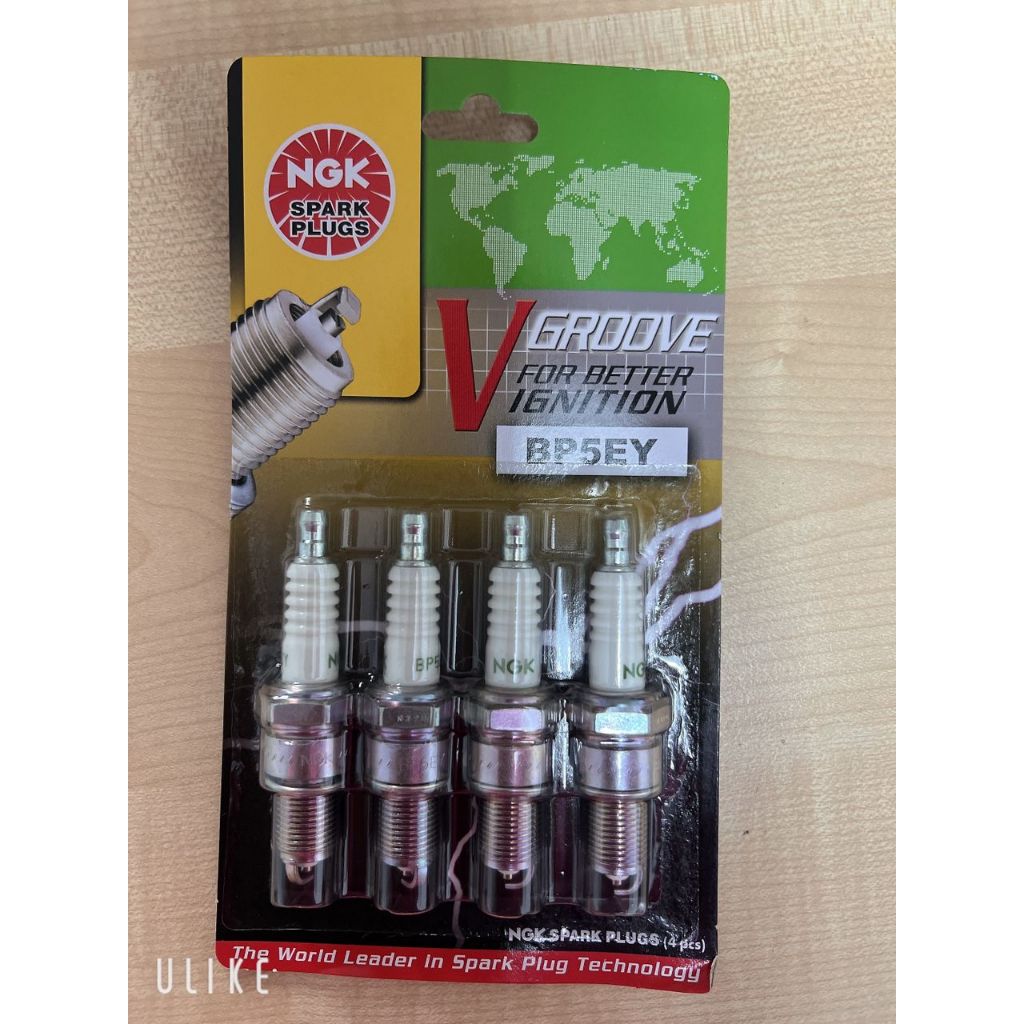 NGK
SPARK
PLUGS
V GROOVE
FOR BETTER
IGNITION
BP5EY
NGK
NGK SPARK PLUGS (4 pcs)
The World Leader in Spark Plug Technology
ULIKE